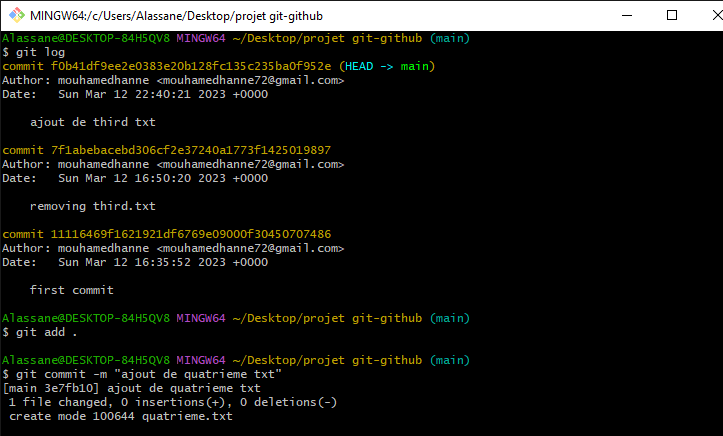 MINGW64:/c/Users/Alassane/Desktop/projet git-github
Alassane@DESKTOP-84H5QV8 MINGW64 ~/Desktop/projet git-github (main)
$ git log
commit f0b41df9ee2e0383e20b128fc135c235ba0f952e (HEAD -> main)
Author: mouhamedhanne <mouhamedhanne72@gmail.com>
Date:   Sun Mar 12 22:40:21 2023 +0000
    ajout de third txt
commit 7f1abebacebd306cf2e37240a1773f1425019897
Author: mouhamedhanne <mouhamedhanne72@gmail.com>
Date:   Sun Mar 12 16:50:20 2023 +0000
    removing third.txt
commit 11116469f1621921df6769e09000f30450707486
Author: mouhamedhanne <mouhamedhanne72@gmail.com>
Date:   Sun Mar 12 16:35:52 2023 +0000
    first commit
Alassane@DESKTOP-84H5QV8 MINGW64 ~/Desktop/projet git-github (main)
$ git add .
Alassane@DESKTOP-84H5QV8 MINGW64 ~/Desktop/projet git-github (main)
$ git commit -m "ajout de quatrieme txt"
[main 3e7fb10] ajout de quatrieme txt
 1 file changed, 0 insertions(+), 0 deletions(-)
 create mode 100644 quatrieme.txt